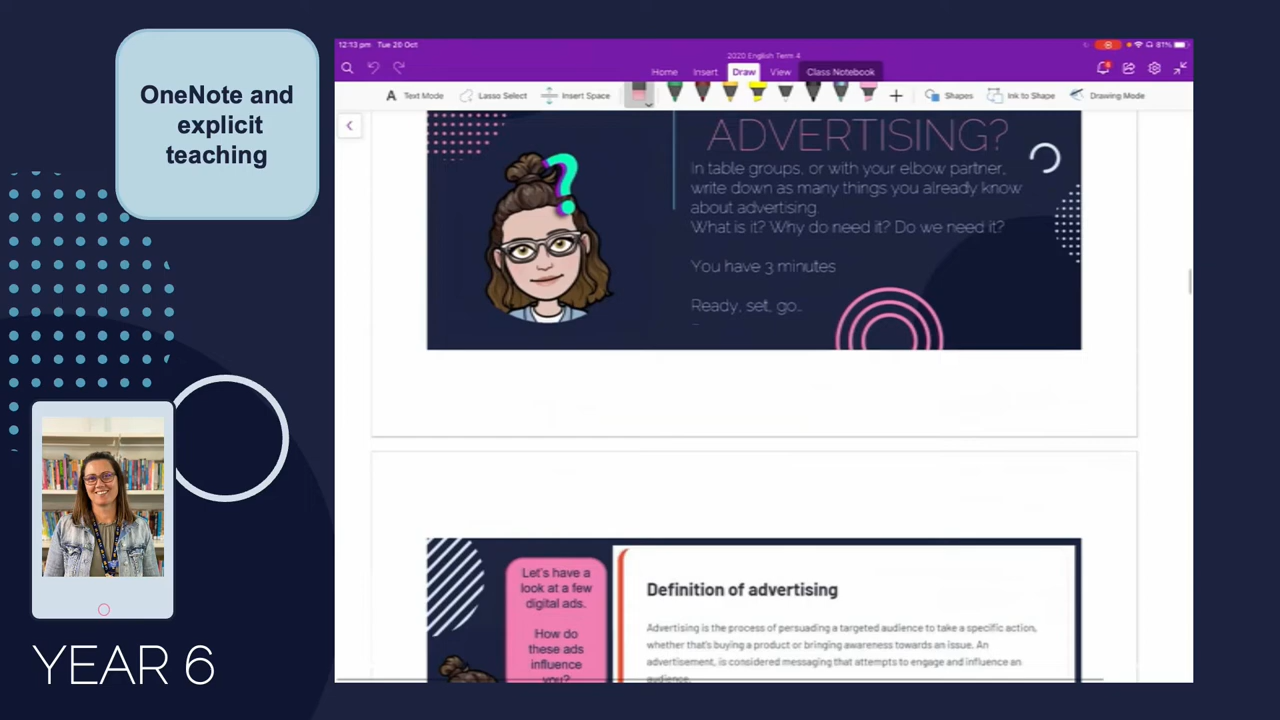 OneNote and
explicit
teaching
YEAR 6
12:13 pm Tue 20 Oct
81%
2020 English Term 4
Home Insert Draw View Class Notebook
Text Mode Lasso Select Insert Space Shapes Ink to Shape Drawing Mode
ADVERTISING?
In table groups, or with your elbow partner,
write down as many things you already know
about advertising.
What is it? Why do need it? Do we need it?
You have 3 minutes
Ready, set, go..
Let's have a
look at a few
digital ads.
How do
these ads
influence
you?
Definition of advertising
Advertising is the process of persuading a targeted audience to take a specific action,
whether that's buying a product or bringing awareness towards an issue. An
advertisement, is considered messaging that attempts to engage and influence an
audience.